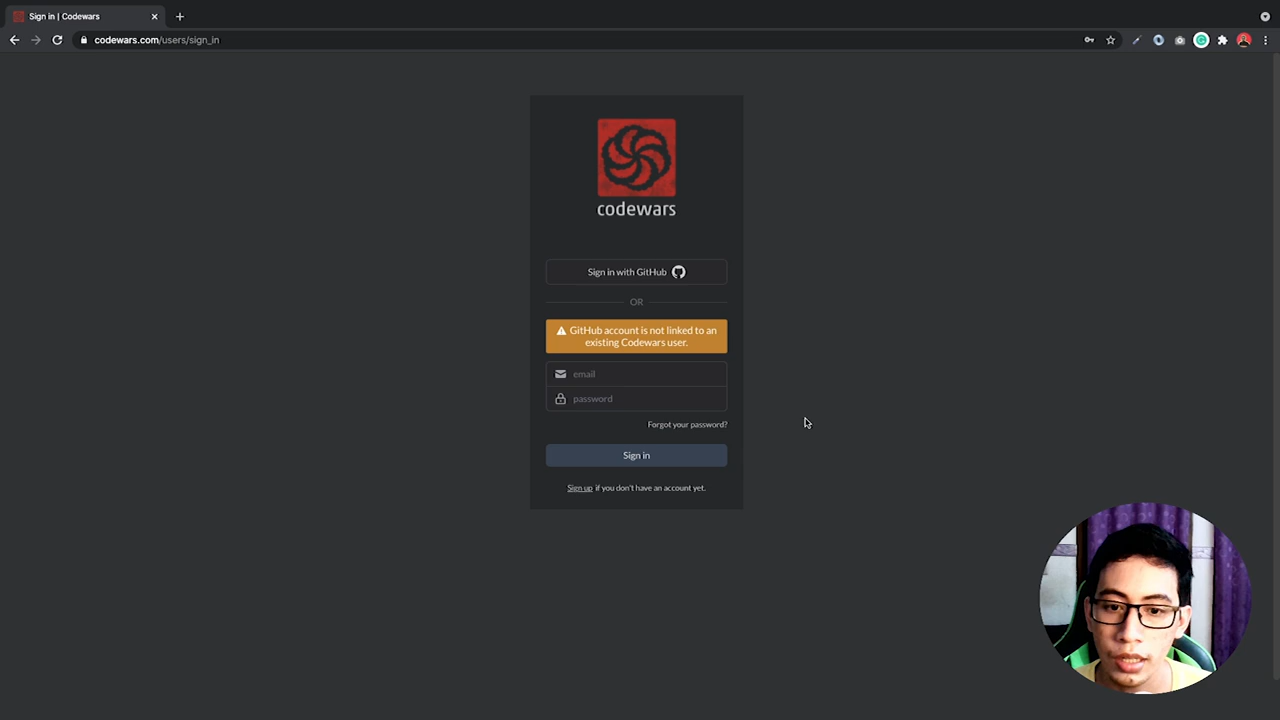 Sign in | Codewars
codewars.com/users/sign_in
codewars
Sign in with GitHub
OR
GitHub account is not linked to an
existing Codewars user.
email
password
Forgot your password?
Sign in
Sign up if you don't have an account yet.